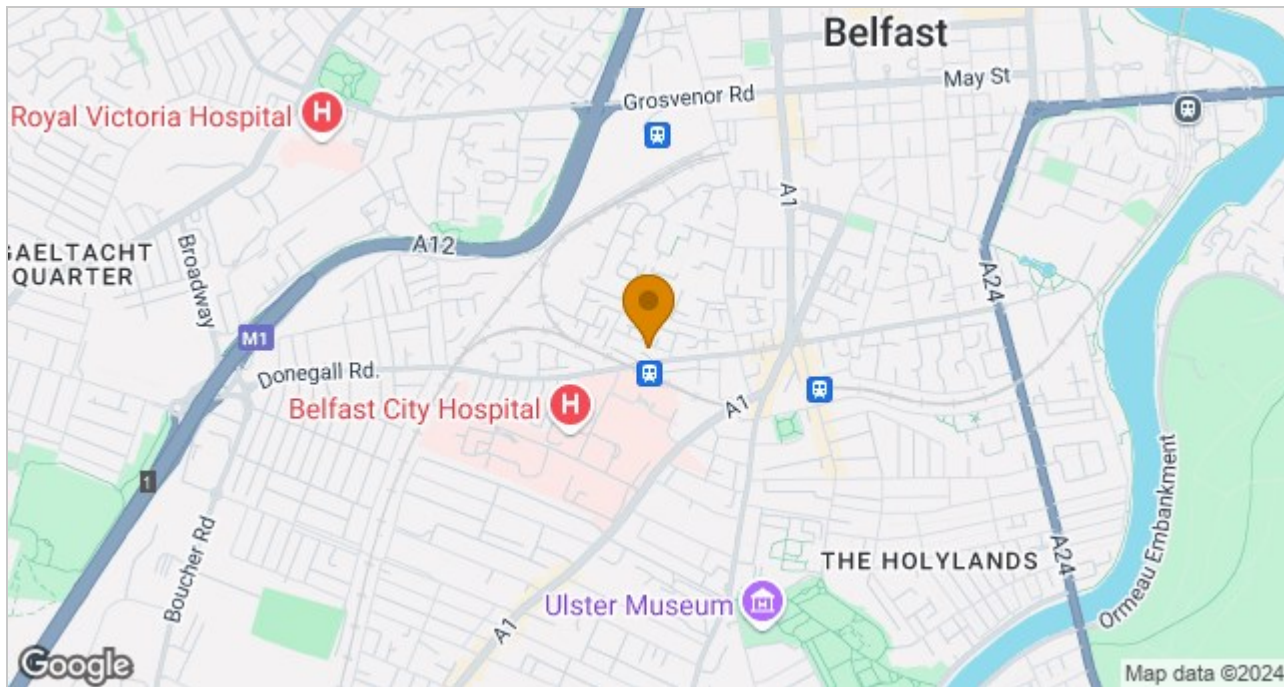 Belfast
May St
Grosvenor Rd
Royal Victoria Hospital
H
A1
GAELTACHT
QUARTER
Broadway
A12
A24
M1
Donegall Rd.
Belfast City Hospital
H
A1
1
Boucher Rd
THE HOLYLANDS
A24
Ormeau Embankment
Ulster Museum
A1
Google
Map data ©2024